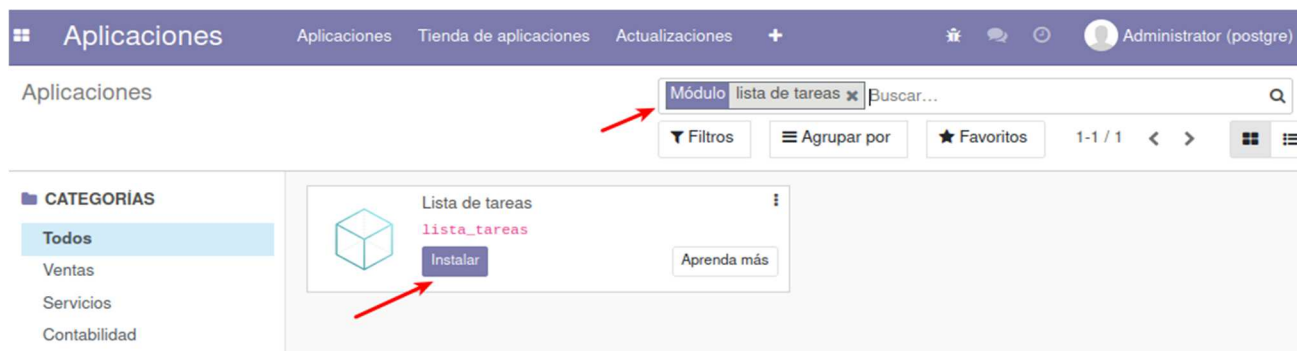 Aplicaciones Aplicaciones Tienda de aplicaciones Actualizaciones + Administrator (postgre)
Aplicaciones
Módulo lista de tareas Buscar...
Filtros Agrupar por Favoritos 1-1 / 1
CATEGORÍAS
Todos
Ventas
Servicios
Contabilidad
Lista de tareas
lista_tareas
Instalar Aprenda más